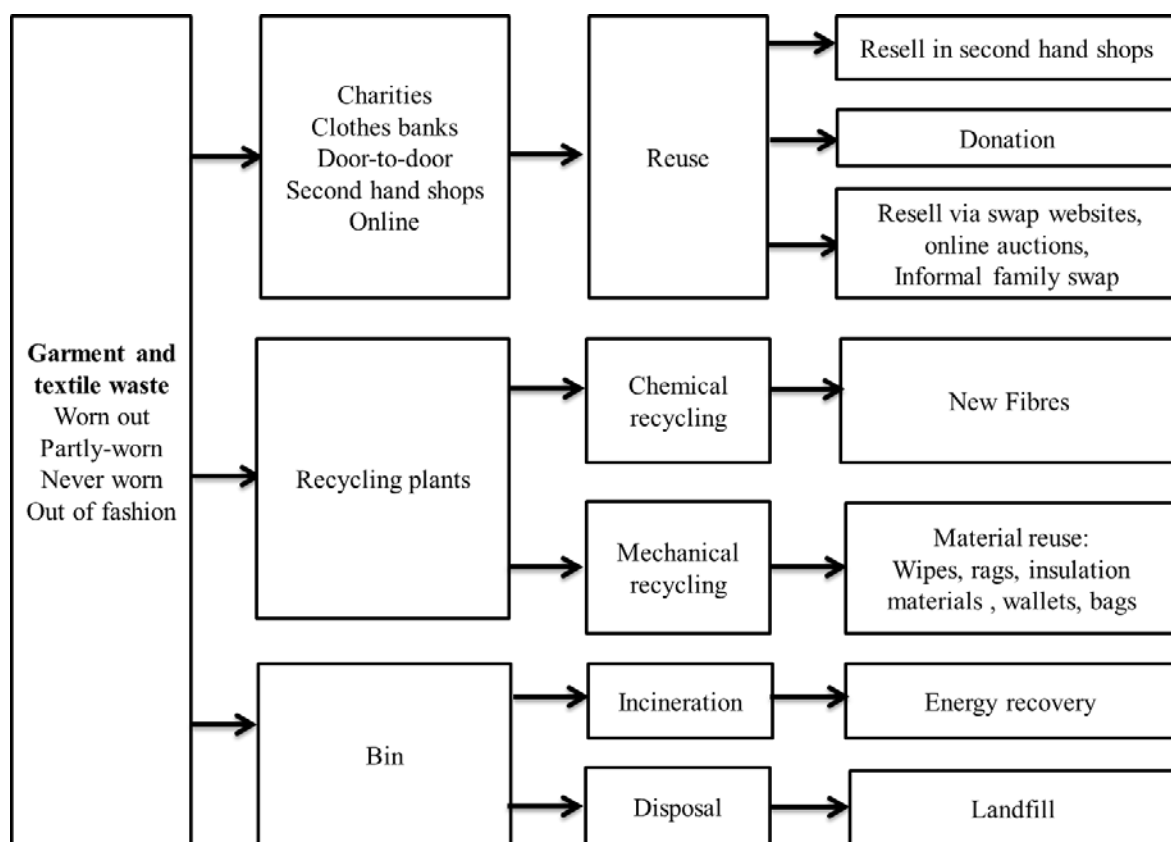 Garment and
textile waste
Worn out
Partly-worn
Never worn
Out of fashion
Charities
Clothes banks
Door-to-door
Second hand shops
Online
Reuse
Resell in second hand shops
Donation
Resell via swap websites,
online auctions,
Informal family swap
Recycling plants
Chemical
recycling
New Fibres
Mechanical
recycling
Material reuse:
Wipes, rags, insulation
materials , wallets, bags
Bin
Incineration
Energy recovery
Disposal
Landfill